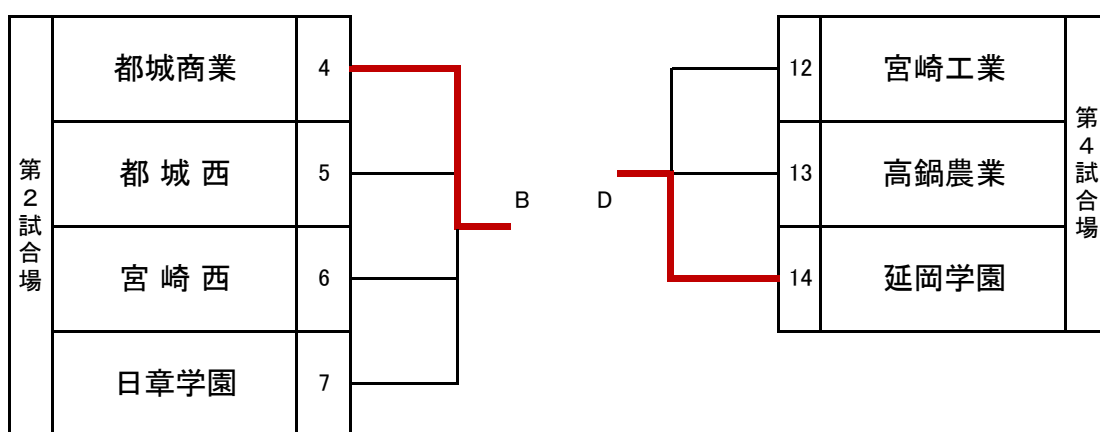 第2試合場
都城商業 4
都城西 5
宮崎西 6
日章学園 7
B
D
12 宮崎工業
13 高鍋農業
14 延岡学園
第4試合場